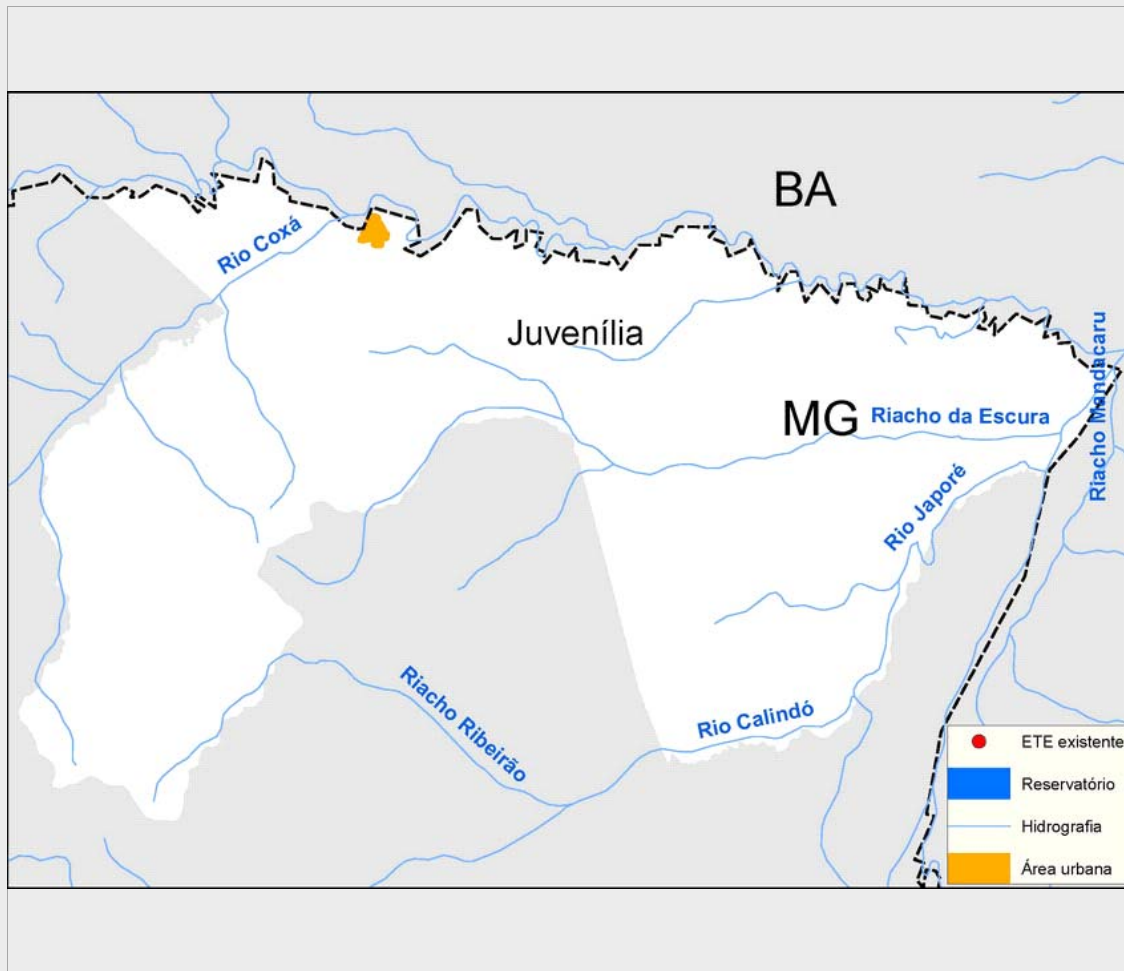 BA
Rio Coxá
Juvenília
MG
Riacho da Escura
Riacho Mandacaru
Rio Japoré
Riacho Ribeirão
Rio Calindó
ETE existente
Reservatório
Hidrografia
Área urbana